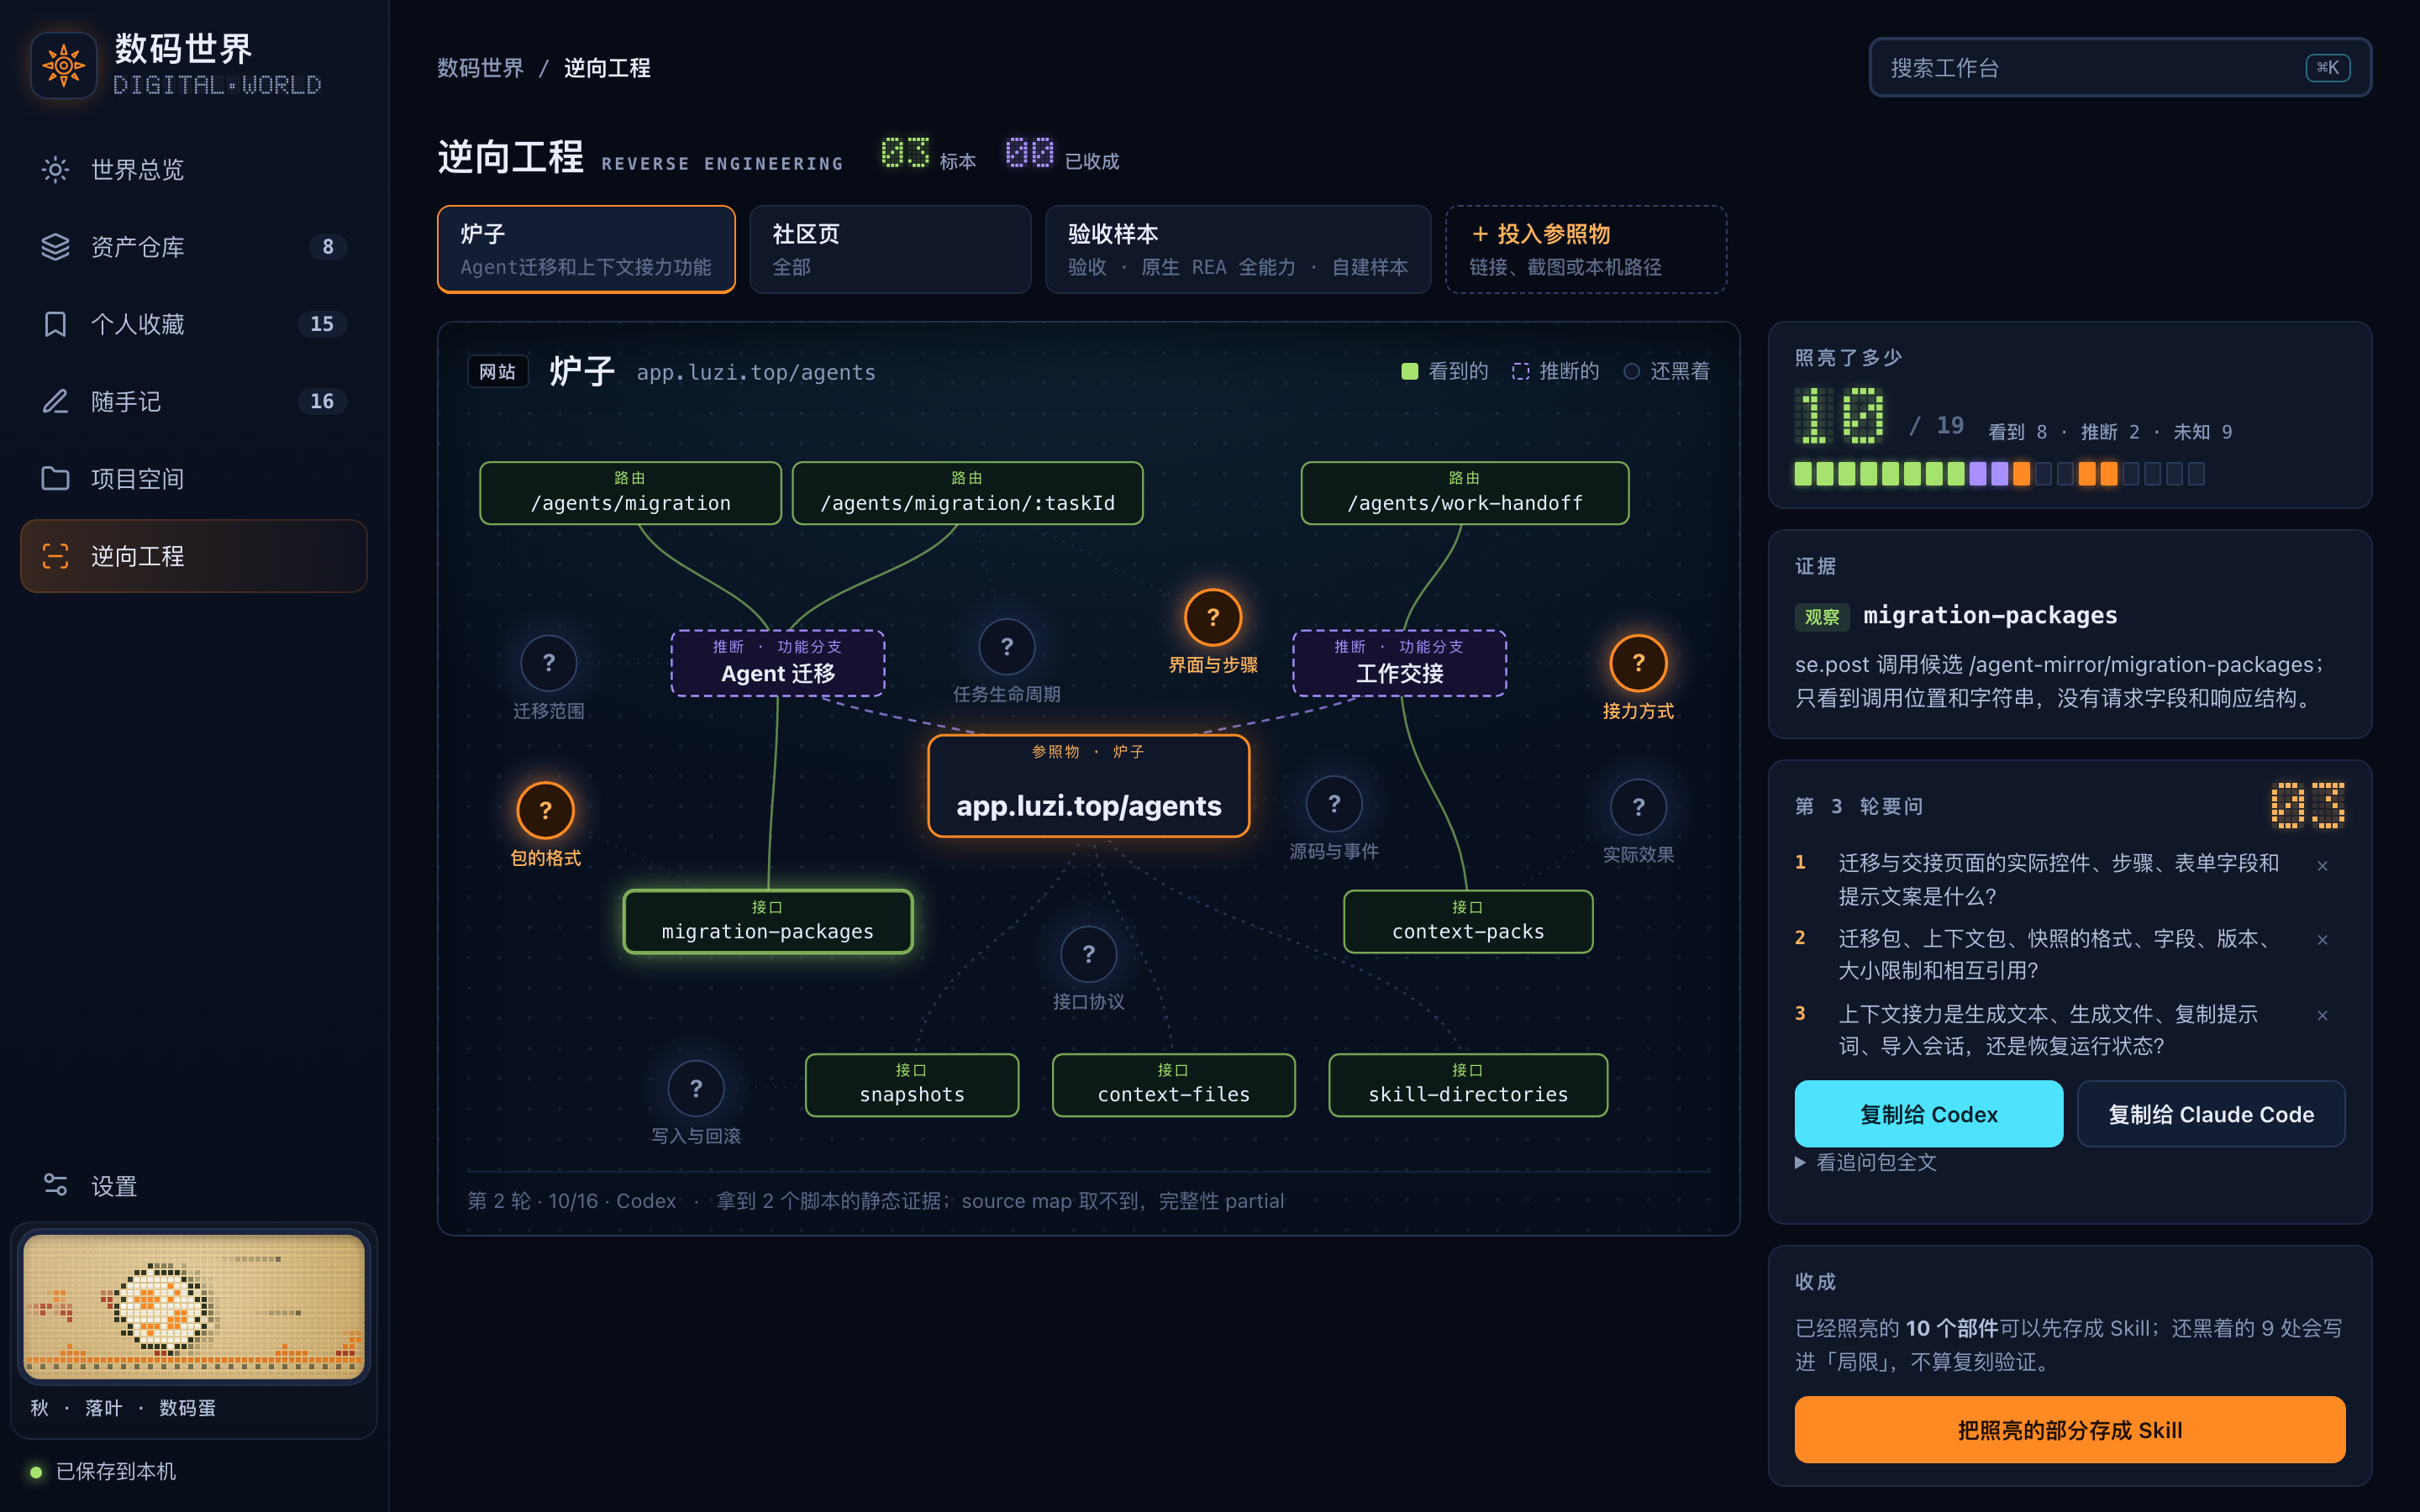 数码世界
DIGITAL·WORLD
世界总览
资产仓库 8
个人收藏 15
随手记 16
项目空间
逆向工程
设置
秋 · 落叶 · 数码蛋
已保存到本机
数码世界 / 逆向工程
搜索工作台 ⌘K
逆向工程 REVERSE ENGINEERING 03 标本 00 已收成
炉子
Agent迁移和上下文接力功能
社区页
全部
验收样本
验收 · 原生 REA 全能力 · 自建样本
+ 投入参照物
链接、截图或本机路径
网站 炉子 app.luzi.top/agents
看到的 推断的 还黑着
路由
/agents/migration
路由
/agents/migration/:taskId
路由
/agents/work-handoff
?
迁移范围
推断 · 功能分支
Agent 迁移
?
任务生命周期
?
界面与步骤
推断 · 功能分支
工作交接
?
接力方式
?
包的格式
参照物 · 炉子
app.luzi.top/agents
?
源码与事件
?
实际效果
接口
migration-packages
?
接口协议
接口
context-packs
?
写入与回滚
接口
snapshots
接口
context-files
接口
skill-directories
第 2 轮 · 10/16 · Codex · 拿到 2 个脚本的静态证据；source map 取不到，完整性 partial
照亮了多少
10 / 19 看到 8 · 推断 2 · 未知 9
证据
观察 migration-packages
se.post 调用候选 /agent-mirror/migration-packages；
只看到调用位置和字符串，没有请求字段和响应结构。
第 3 轮要问 03
1 迁移与交接页面的实际控件、步骤、表单字段和 ×
提示文案是什么？
2 迁移包、上下文包、快照的格式、字段、版本、 ×
大小限制和相互引用？
3 上下文接力是生成文本、生成文件、复制提示 ×
词、导入会话，还是恢复运行状态？
复制给 Codex
复制给 Claude Code
▶ 看追问包全文
收成
已经照亮的 10 个部件可以先存成 Skill；还黑着的 9 处会写
进「局限」，不算复刻验证。
把照亮的部分存成 Skill